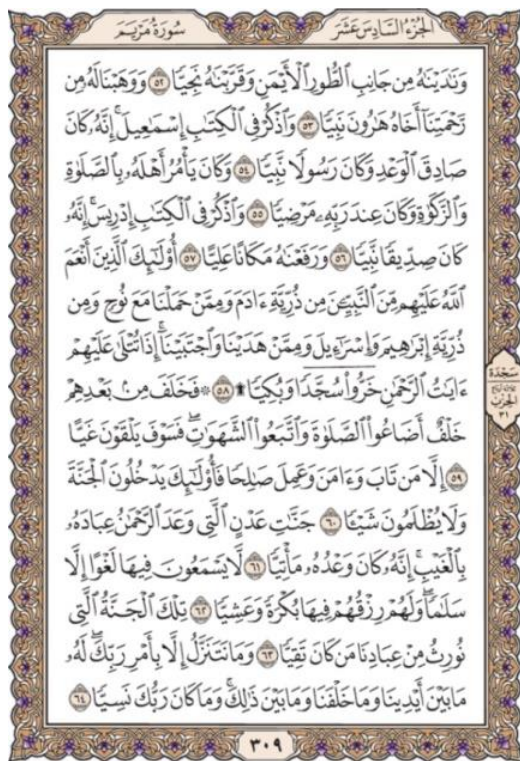 الجُزْءُ السَّادِسَ عَشَرَ
سُورَةُ مَرْيَمَ
وَنَٰدَيْنَٰهُ مِن جَانِبِ ٱلطُّورِ ٱلْأَيْمَنِ وَقَرَّبْنَٰهُ نَجِيًّا ٥٢ وَوَهَبْنَا لَهُۥ مِن
رَّحْمَتِنَآ أَخَاهُ هَٰرُونَ نَبِيًّا ٥٣ وَٱذْكُرْ فِى ٱلْكِتَٰبِ إِسْمَٰعِيلَ ۚ إِنَّهُۥ كَانَ
صَادِقَ ٱلْوَعْدِ وَكَانَ رَسُولًا نَّبِيًّا ٥٤ وَكَانَ يَأْمُرُ أَهْلَهُۥ بِٱلصَّلَوٰةِ
وَٱلزَّكَوٰةِ وَكَانَ عِندَ رَبِّهِۦ مَرْضِيًّا ٥٥ وَٱذْكُرْ فِى ٱلْكِتَٰبِ إِدْرِيسَ ۚ إِنَّهُۥ
كَانَ صِدِّيقًا نَّبِيًّا ٥٦ وَرَفَعْنَٰهُ مَكَانًا عَلِيًّا ٥٧ أُو۟لَٰٓئِكَ ٱلَّذِينَ أَنْعَمَ
ٱللَّهُ عَلَيْهِم مِّنَ ٱلنَّبِيِّۦنَ مِن ذُرِّيَّةِ ءَادَمَ وَمِمَّنْ حَمَلْنَا مَعَ نُوحٍ وَمِن
ذُرِّيَّةِ إِبْرَٰهِيمَ وَإِسْرَٰٓءِيلَ وَمِمَّنْ هَدَيْنَا وَٱجْتَبَيْنَآ ۚ إِذَا تُتْلَىٰ عَلَيْهِمْ
ءَايَٰتُ ٱلرَّحْمَٰنِ خَرُّوا۟ سُجَّدًا وَبُكِيًّا ۩ ٥٨ ۞ فَخَلَفَ مِنۢ بَعْدِهِمْ
خَلْفٌ أَضَاعُوا۟ ٱلصَّلَوٰةَ وَٱتَّبَعُوا۟ ٱلشَّهَوَٰتِ ۖ فَسَوْفَ يَلْقَوْنَ غَيًّا
٥٩ إِلَّا مَن تَابَ وَءَامَنَ وَعَمِلَ صَٰلِحًا فَأُو۟لَٰٓئِكَ يَدْخُلُونَ ٱلْجَنَّةَ
وَلَا يُظْلَمُونَ شَيْـًٔا ٦٠ جَنَّٰتِ عَدْنٍ ٱلَّتِى وَعَدَ ٱلرَّحْمَٰنُ عِبَادَهُۥ
بِٱلْغَيْبِ ۚ إِنَّهُۥ كَانَ وَعْدُهُۥ مَأْتِيًّا ٦١ لَّا يَسْمَعُونَ فِيهَا لَغْوًا إِلَّا
سَلَٰمًا ۖ وَلَهُمْ رِزْقُهُمْ فِيهَا بُكْرَةً وَعَشِيًّا ٦٢ تِلْكَ ٱلْجَنَّةُ ٱلَّتِى
نُورِثُ مِنْ عِبَادِنَا مَن كَانَ تَقِيًّا ٦٣ وَمَا نَتَنَزَّلُ إِلَّا بِأَمْرِ رَبِّكَ ۖ لَهُۥ
مَا بَيْنَ أَيْدِينَا وَمَا خَلْفَنَا وَمَا بَيْنَ ذَٰلِكَ ۚ وَمَا كَانَ رَبُّكَ نَسِيًّا ٦٤
سَجْدَة
الحِزْب
٣١
٣٠٩